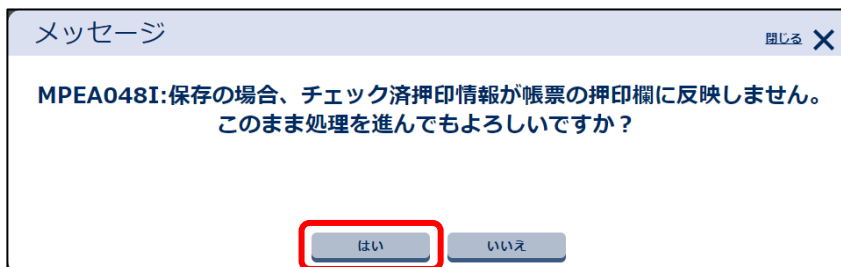 メッセージ
閉じる
MPEA048I:保存の場合、チェック済押印情報が帳票の押印欄に反映しません。
このまま処理を進んでもよろしいですか？
はい
いいえ